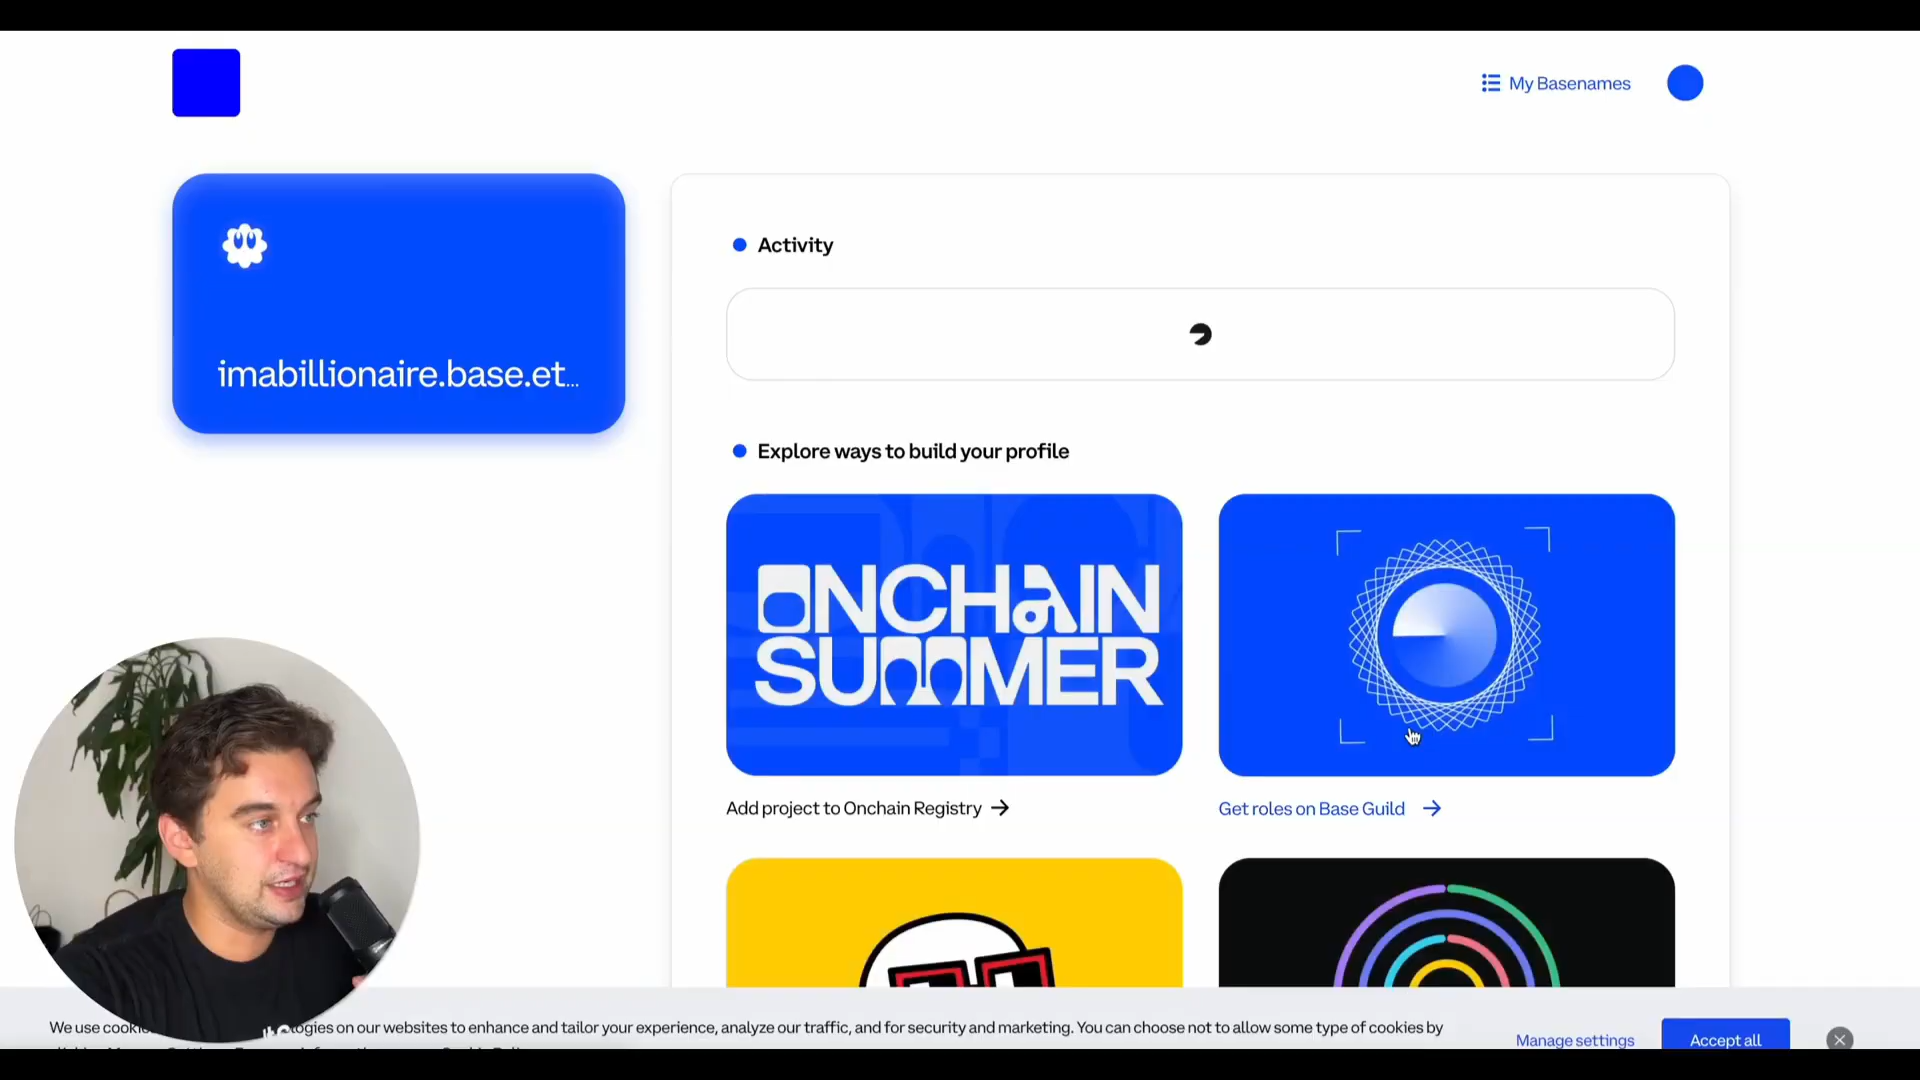 My Basenames
imabillionaire.base.et...
Activity
Explore ways to build your profile
ONCHAIN
SUMMER
Add project to Onchain Registry
Get roles on Base Guild
We use cookie
ologies on our websites to enhance and tailor your experience, analyze our traffic, and for security and marketing. You can choose not to allow some type of cookies by
Manage settings
Accept all